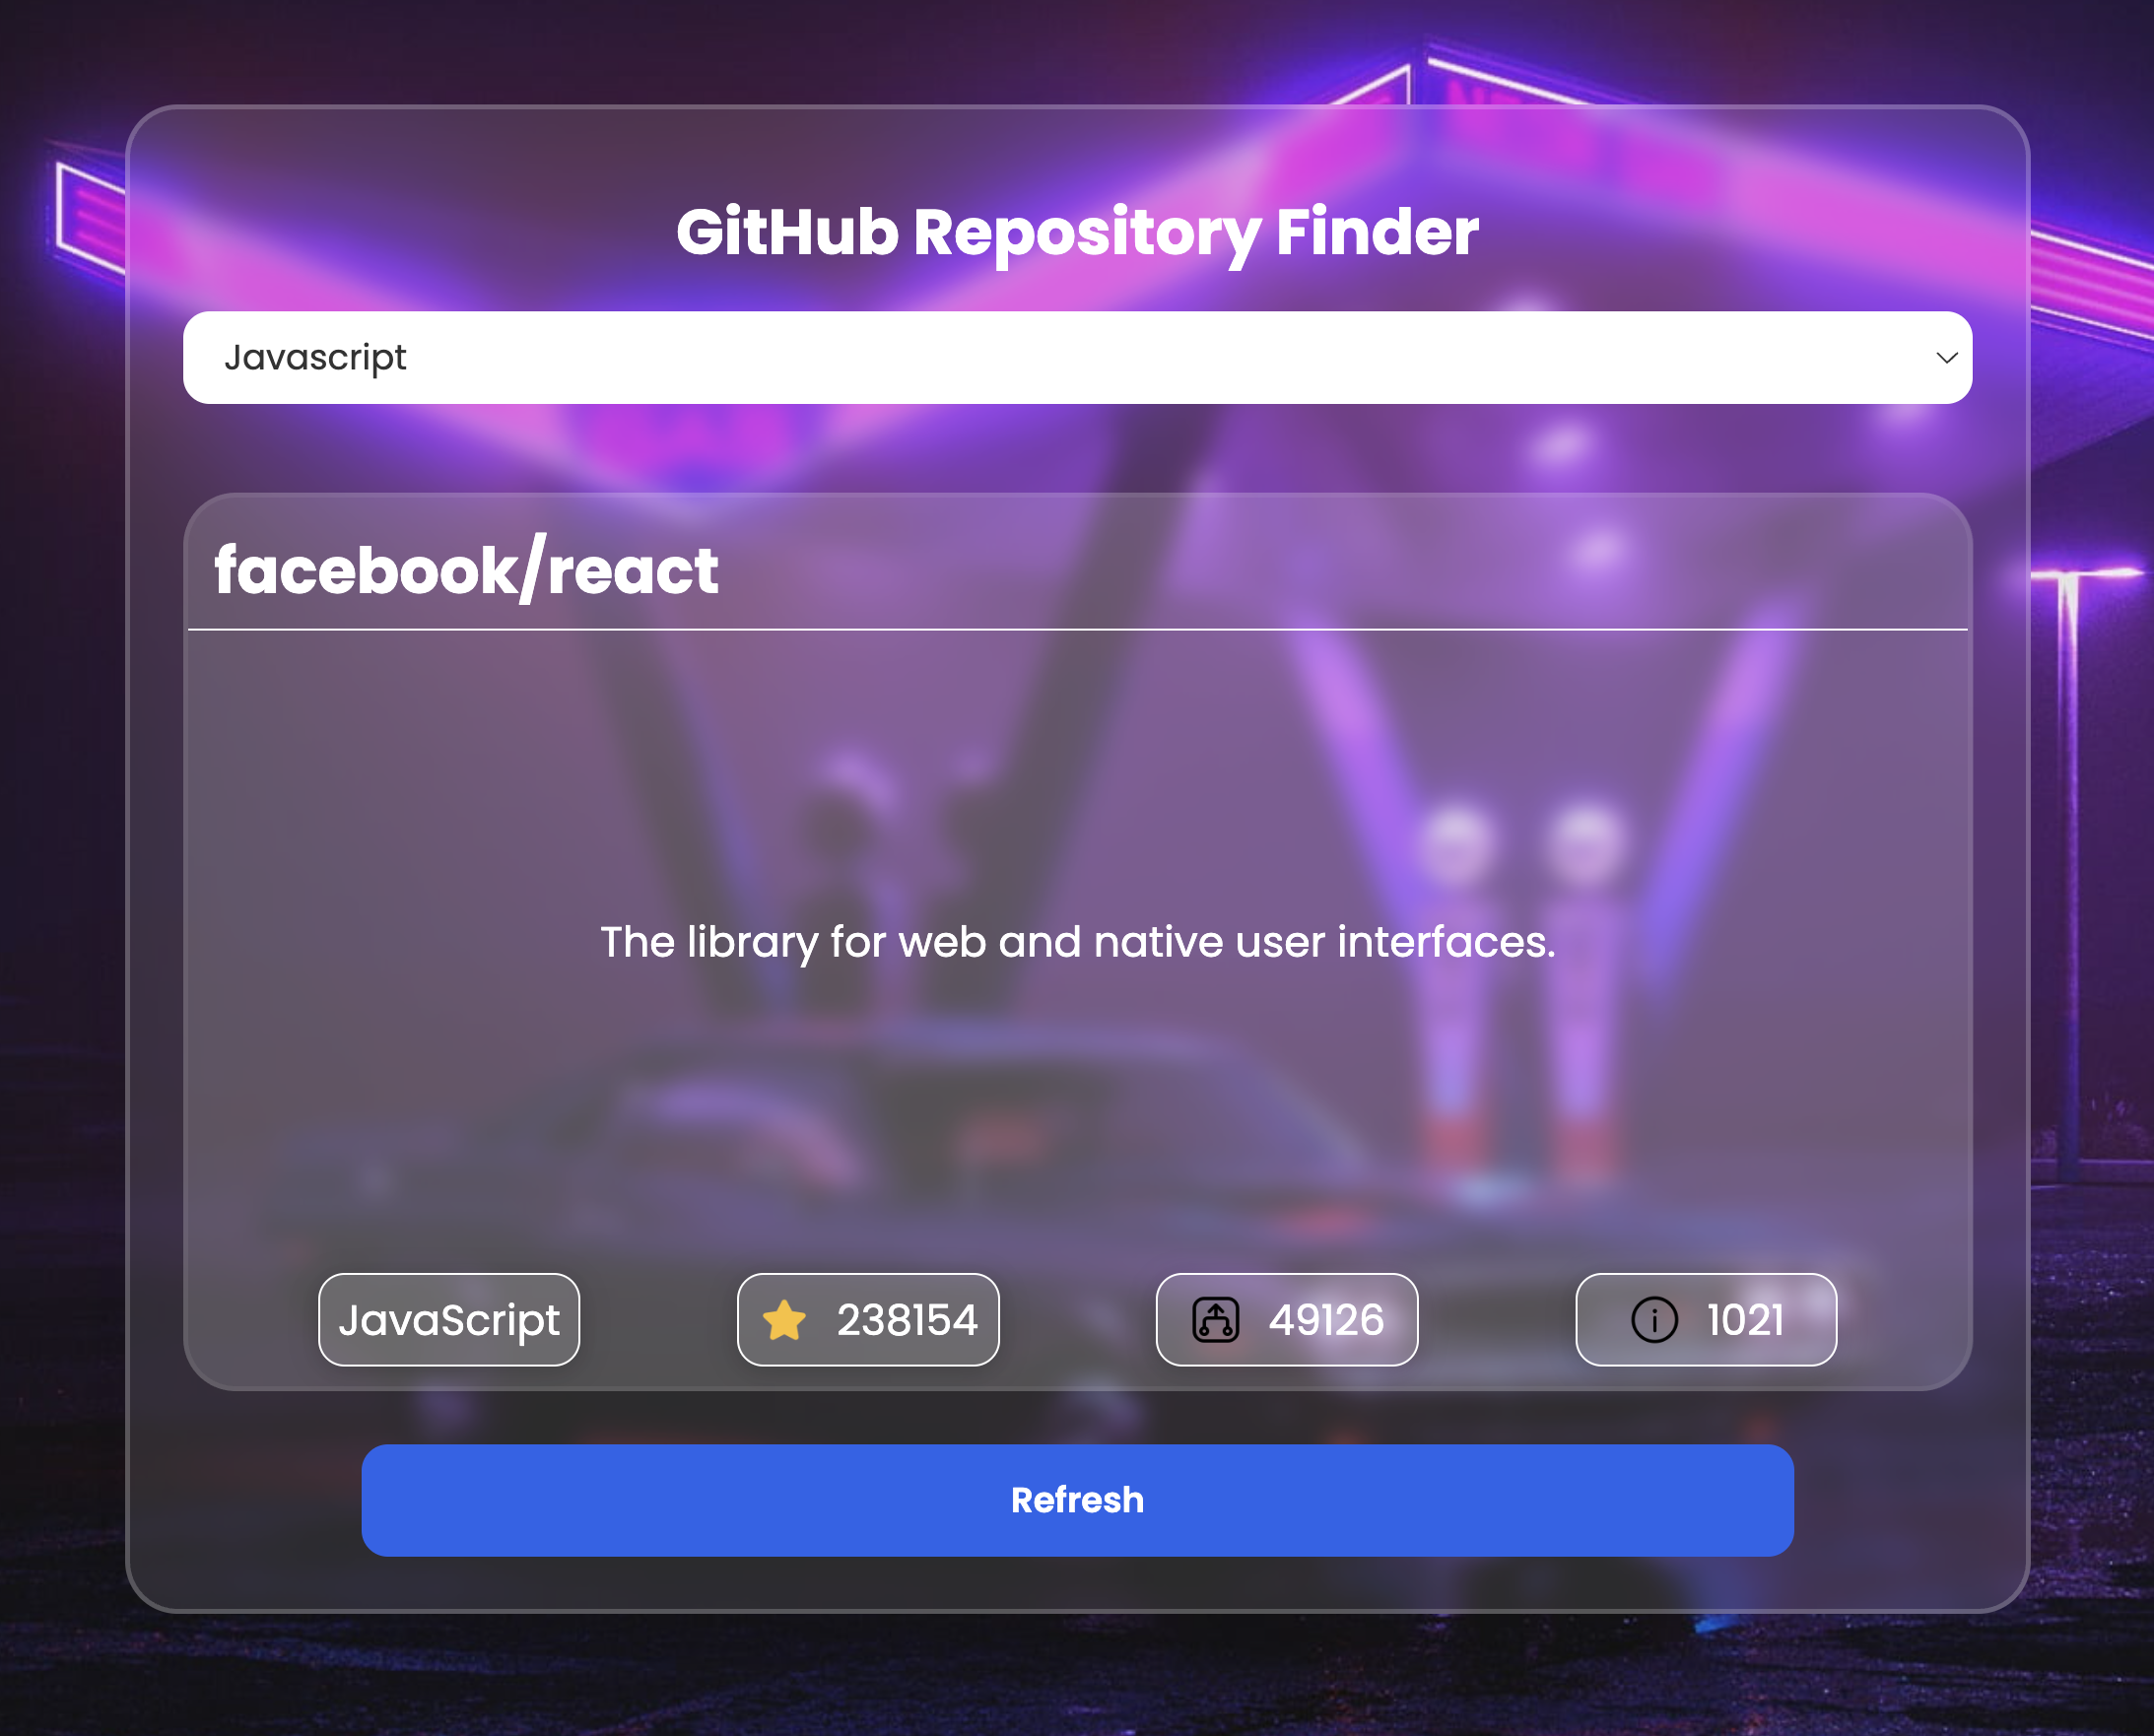 GitHub Repository Finder
Javascript
facebook/react
The library for web and native user interfaces.
JavaScript
238154
49126
1021
Refresh